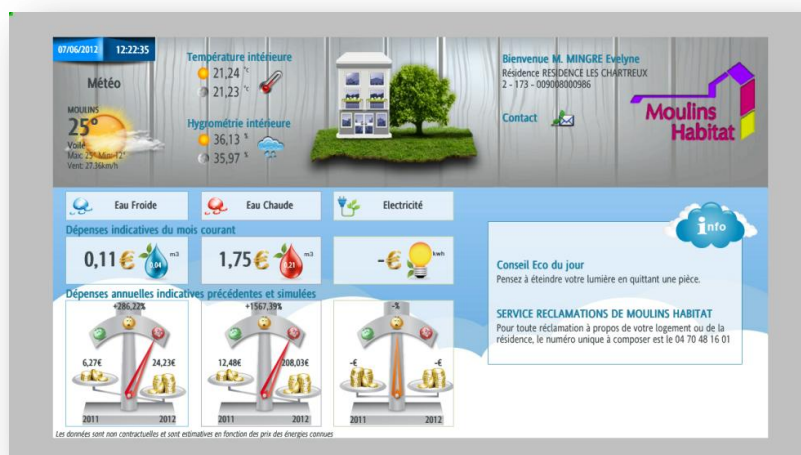 07/06/2012 12:22:35
Météo
MOULINS
25°
Voilé
Max: 25° Min: 12°
Vent: 27.36km/h
Température intérieure
21,24 °c
21,23 °c
Hygrométrie intérieure
36,13 %
35,97 %
Bienvenue M. MINGRE Evelyne
Résidence RESIDENCE LES CHARTREUX
2 - 173 - 009008000986
Contact
Moulins
Habitat
Eau Froide
Eau Chaude
Electricité
Dépenses indicatives du mois courant
0,11 € 0,04 m3
1,75 € 0,21 m3
-€ kwh
Dépenses annuelles indicatives précédentes et simulées
+286,22% +1567,39% -%
6,27€ 24,23€ 12,48€ 208,03€ -€ -€
2011 2012 2011 2012 2011 2012
Les données sont non contractuelles et sont estimatives en fonction des prix des énergies connues
info
Conseil Eco du jour
Pensez à éteindre votre lumière en quittant une pièce.
SERVICE RECLAMATIONS DE MOULINS HABITAT
Pour toute réclamation à propos de votre logement ou de la
résidence, le numéro unique à composer est le 04 70 48 16 01